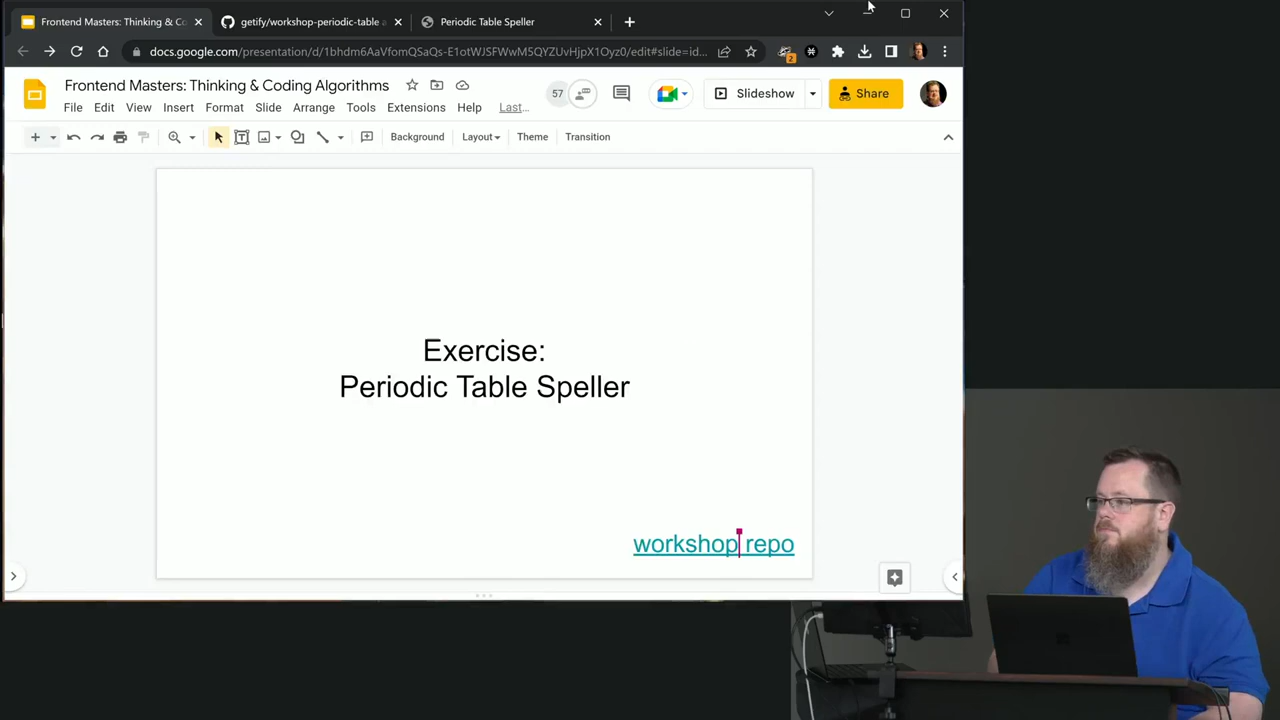 Frontend Masters: Thinking & Co
getify/workshop-periodic-table a
Periodic Table Speller
docs.google.com/presentation/d/1bhdm6AaVfomQSaQs-E1otWJSFWwM5QYZUvHjpX1Oyz0/edit#slide=id...
2
Frontend Masters: Thinking & Coding Algorithms
57
Slideshow
Share
File Edit View Insert Format Slide Arrange Tools Extensions Help Last...
Background Layout Theme Transition
Exercise:
Periodic Table Speller
workshop repo